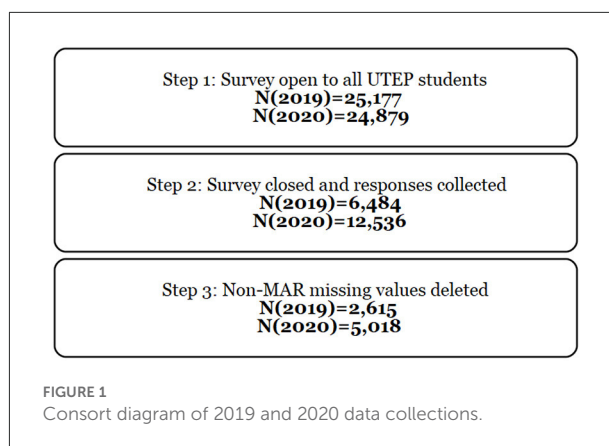 Step 1: Survey open to all UTEP students
N(2019)=25,177
N(2020)=24,879
Step 2: Survey closed and responses collected
N(2019)=6,484
N(2020)=12,536
Step 3: Non-MAR missing values deleted
N(2019)=2,615
N(2020)=5,018
FIGURE 1
Consort diagram of 2019 and 2020 data collections.